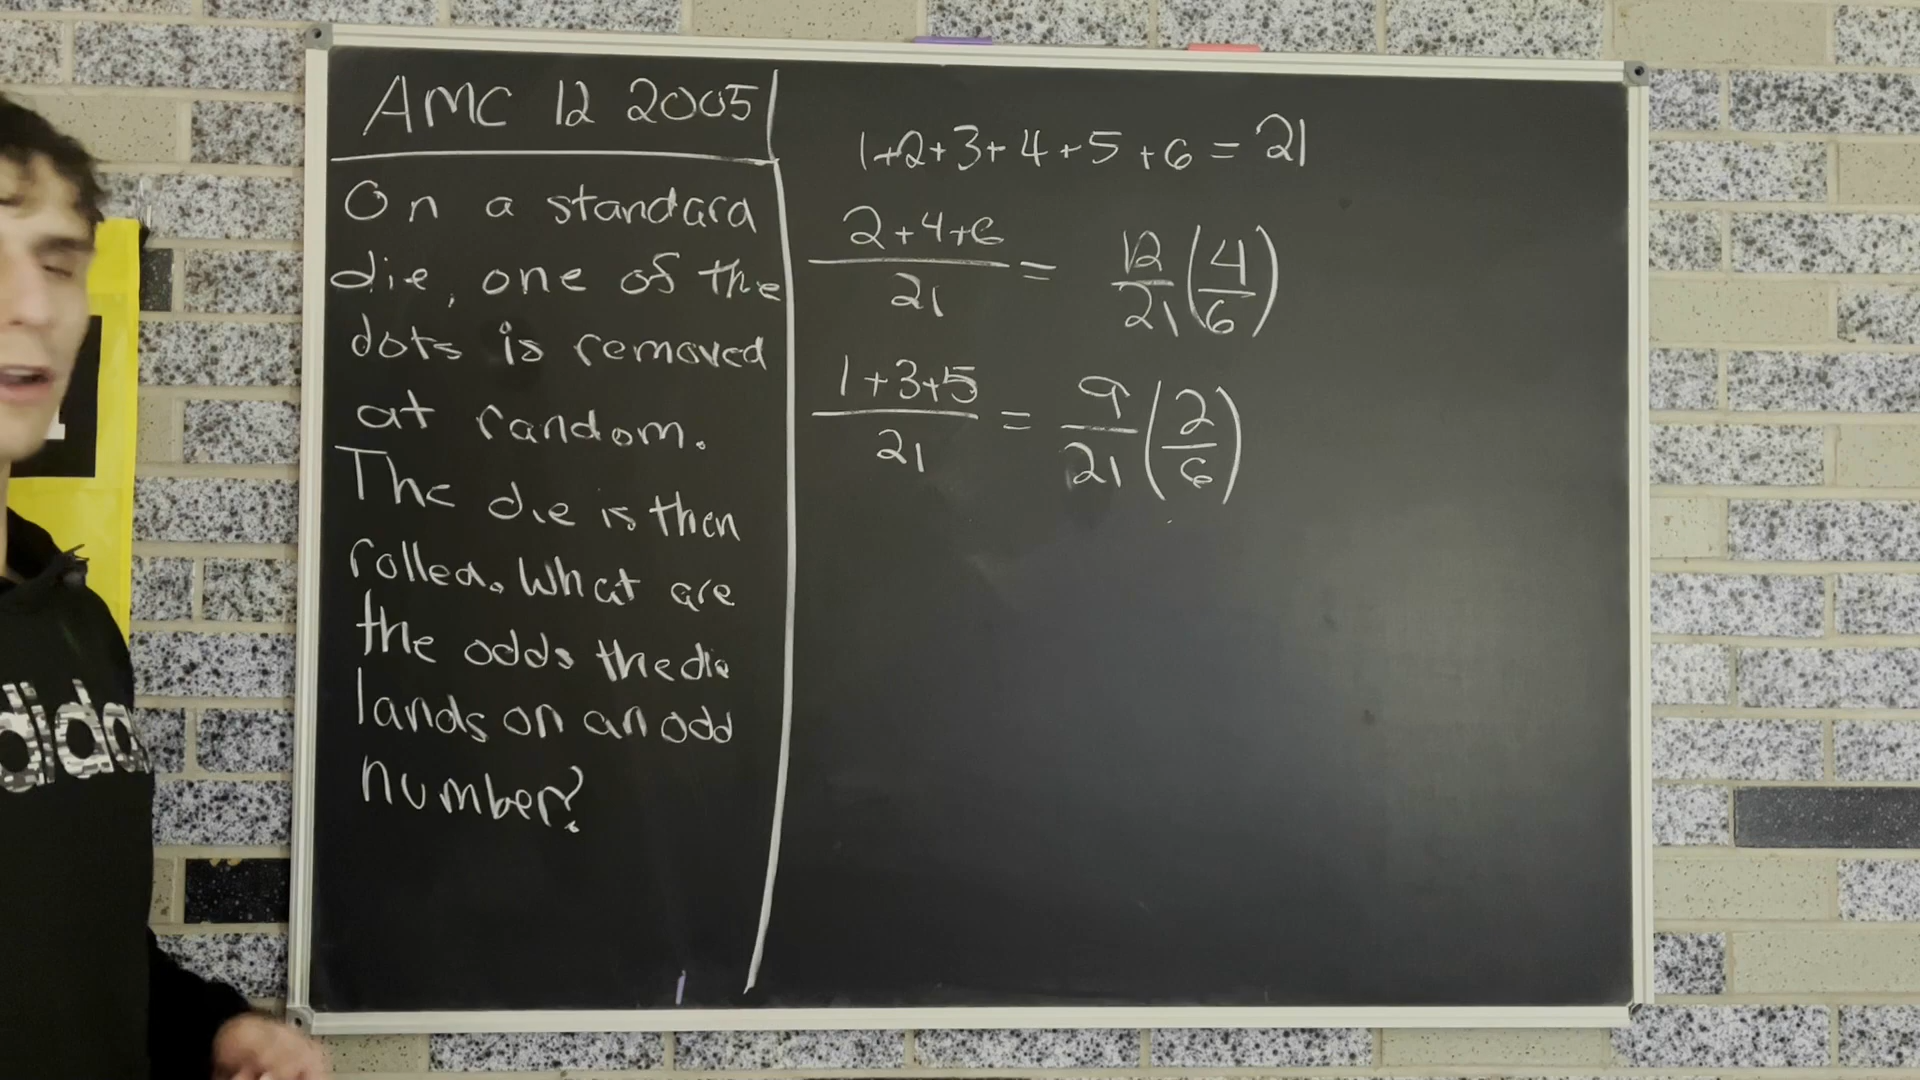 AMC 12 2005
On a standard
die, one of the
dots is removed
at random.
The die is then
rolled. What are
the odds the die
lands on an odd
number?
1+2+3+4+5+6=21
2+4+6
21
=
12
21
(4
6)
1+3+5
21
=
9
21
(2
6)
adidas